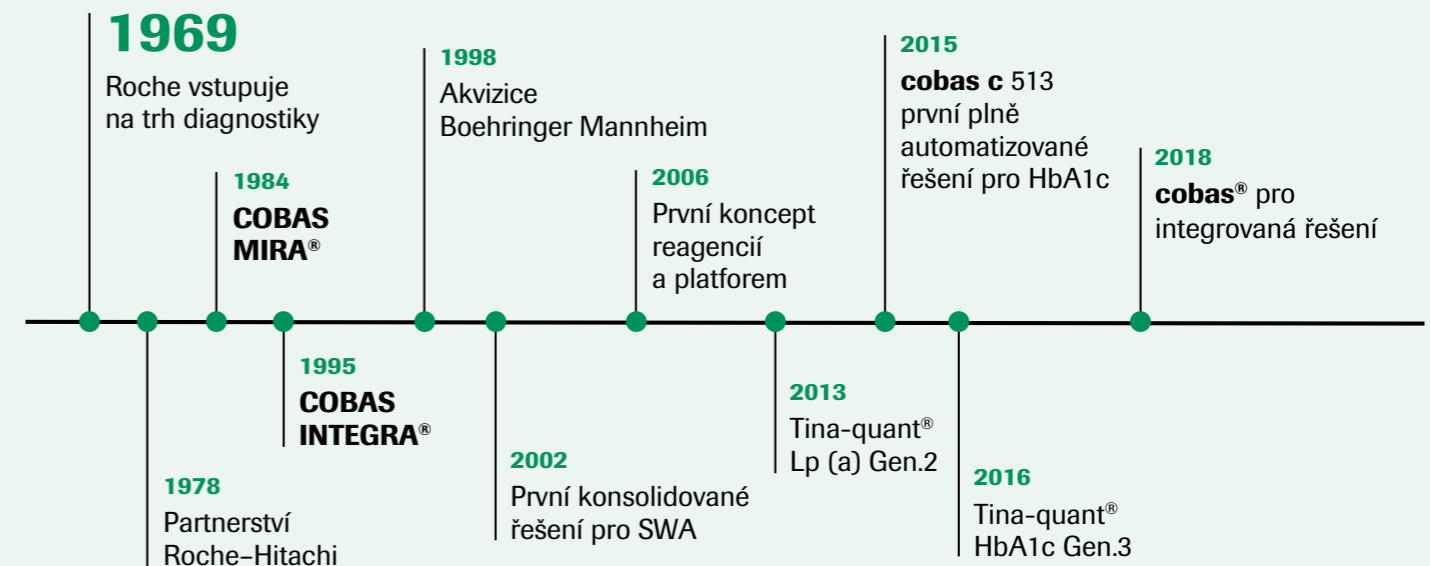 1969
Roche vstupuje
na trh diagnostiky
1978
Partnerství
Roche–Hitachi
1984
COBAS
MIRA®
1995
COBAS
INTEGRA®
1998
Akvizice
Boehringer Mannheim
2002
První konsolidované
řešení pro SWA
2006
První koncept
reagencií
a platforem
2013
Tina-quant®
Lp (a) Gen.2
2015
cobas c 513
první plně
automatizované
řešení pro HbA1c
2016
Tina-quant®
HbA1c Gen.3
2018
cobas® pro
integrovaná řešení